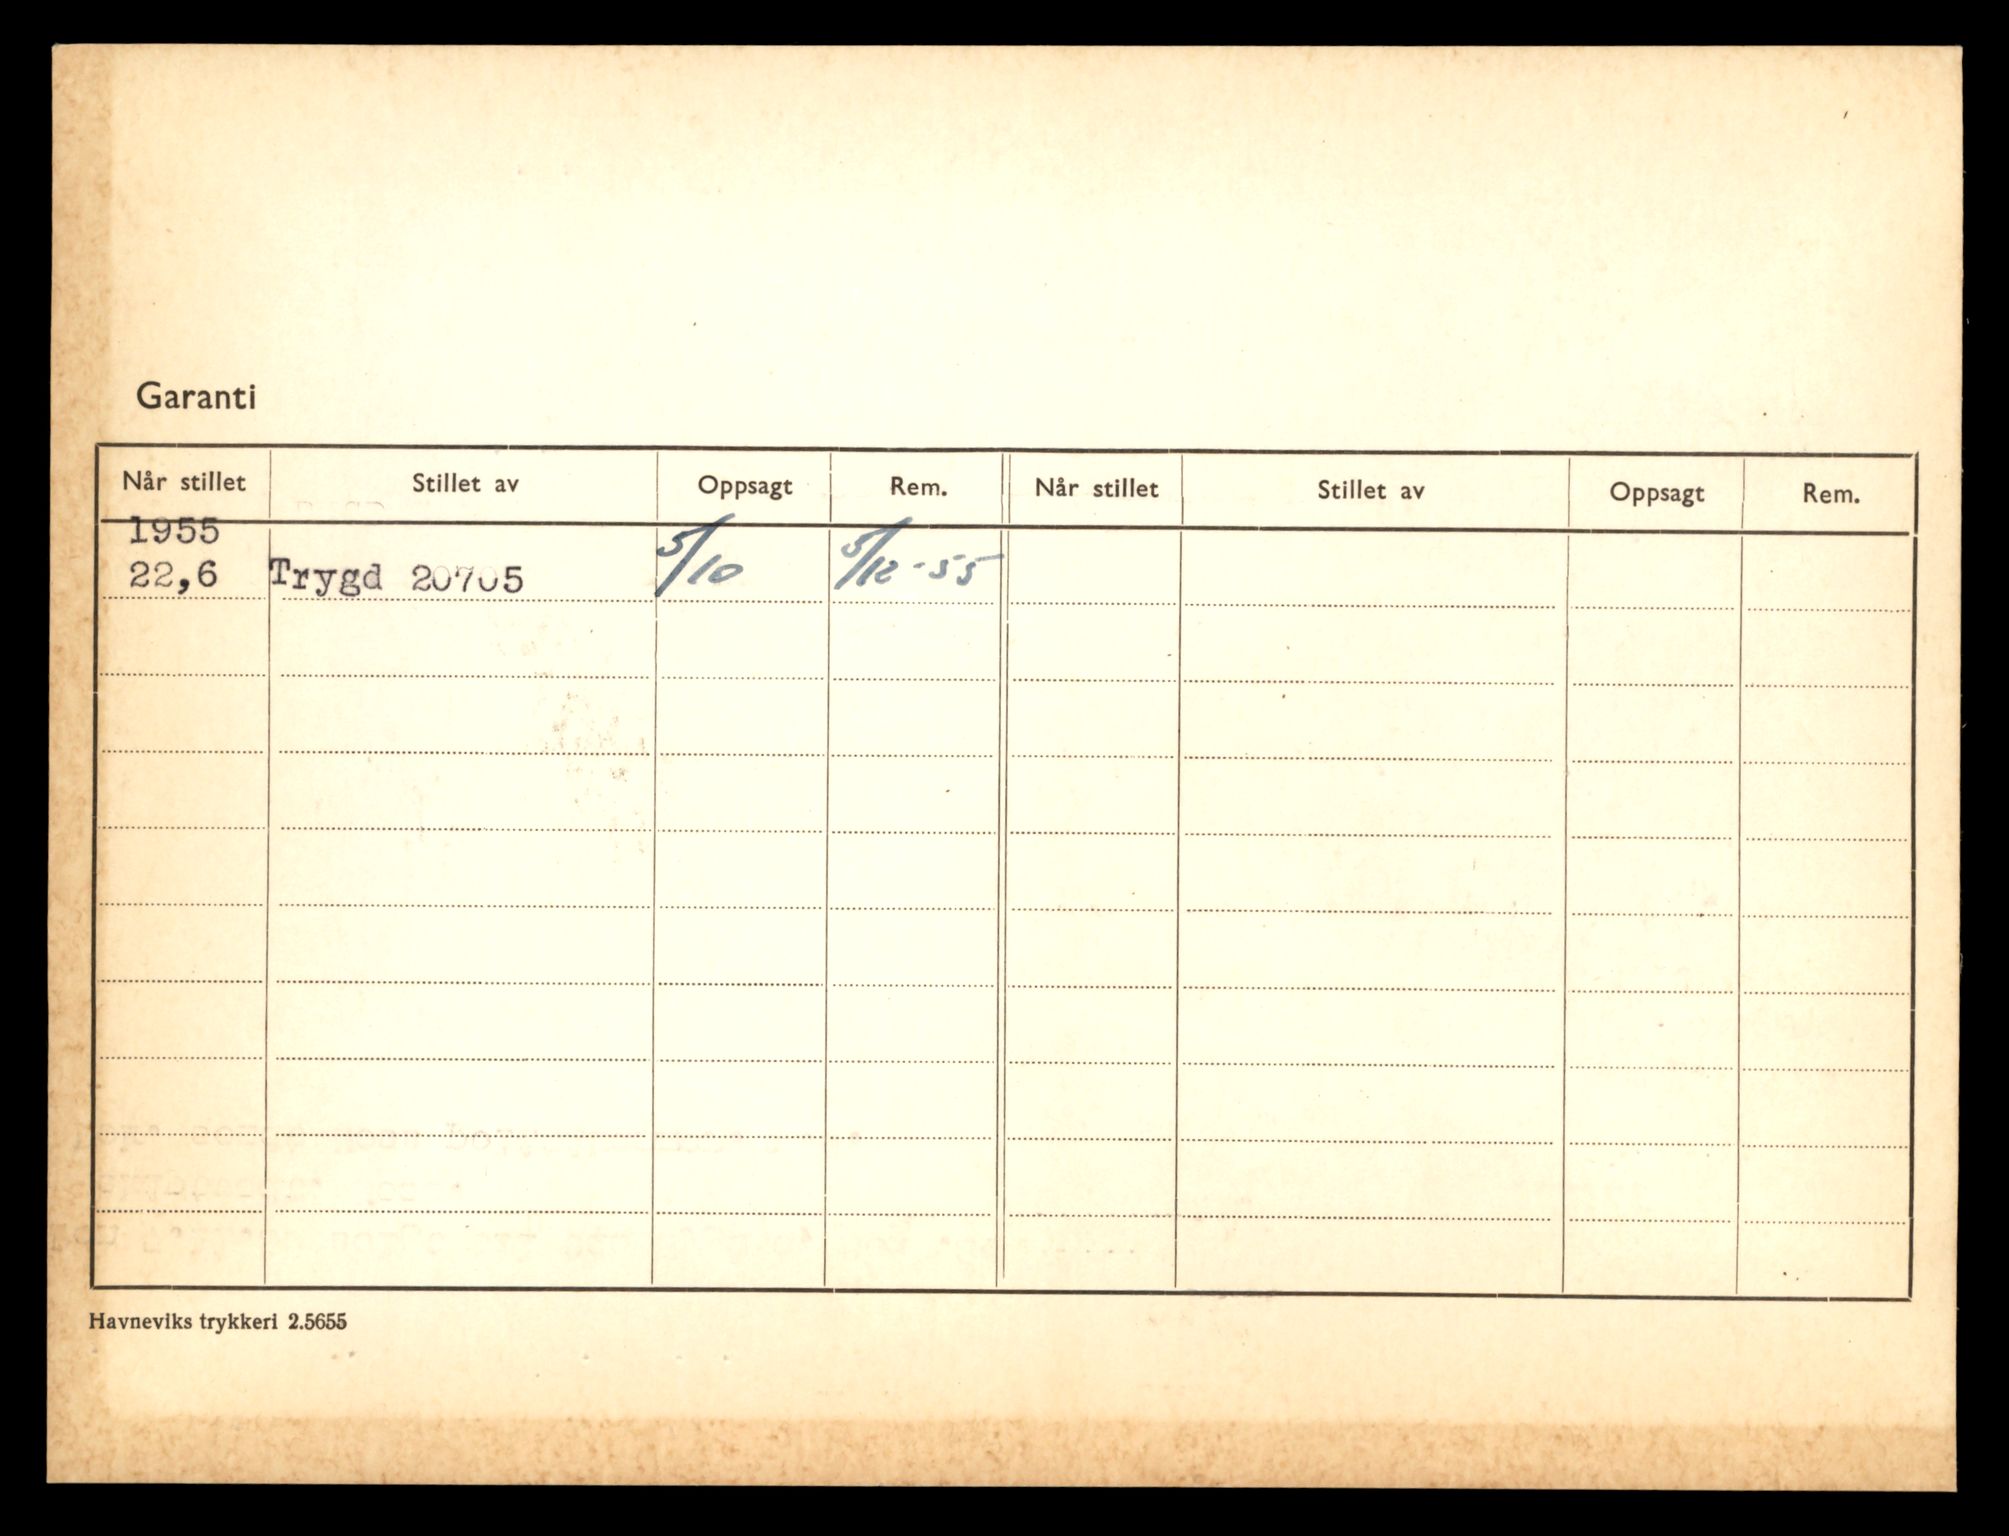 Garanti
Når stillet Stillet av Oppsagt Rem. Når stillet Stillet av Oppsagt Rem.
1955
22,6 Trygd 20705 5/10 5/12-55
Havneviks trykkeri 2.5655